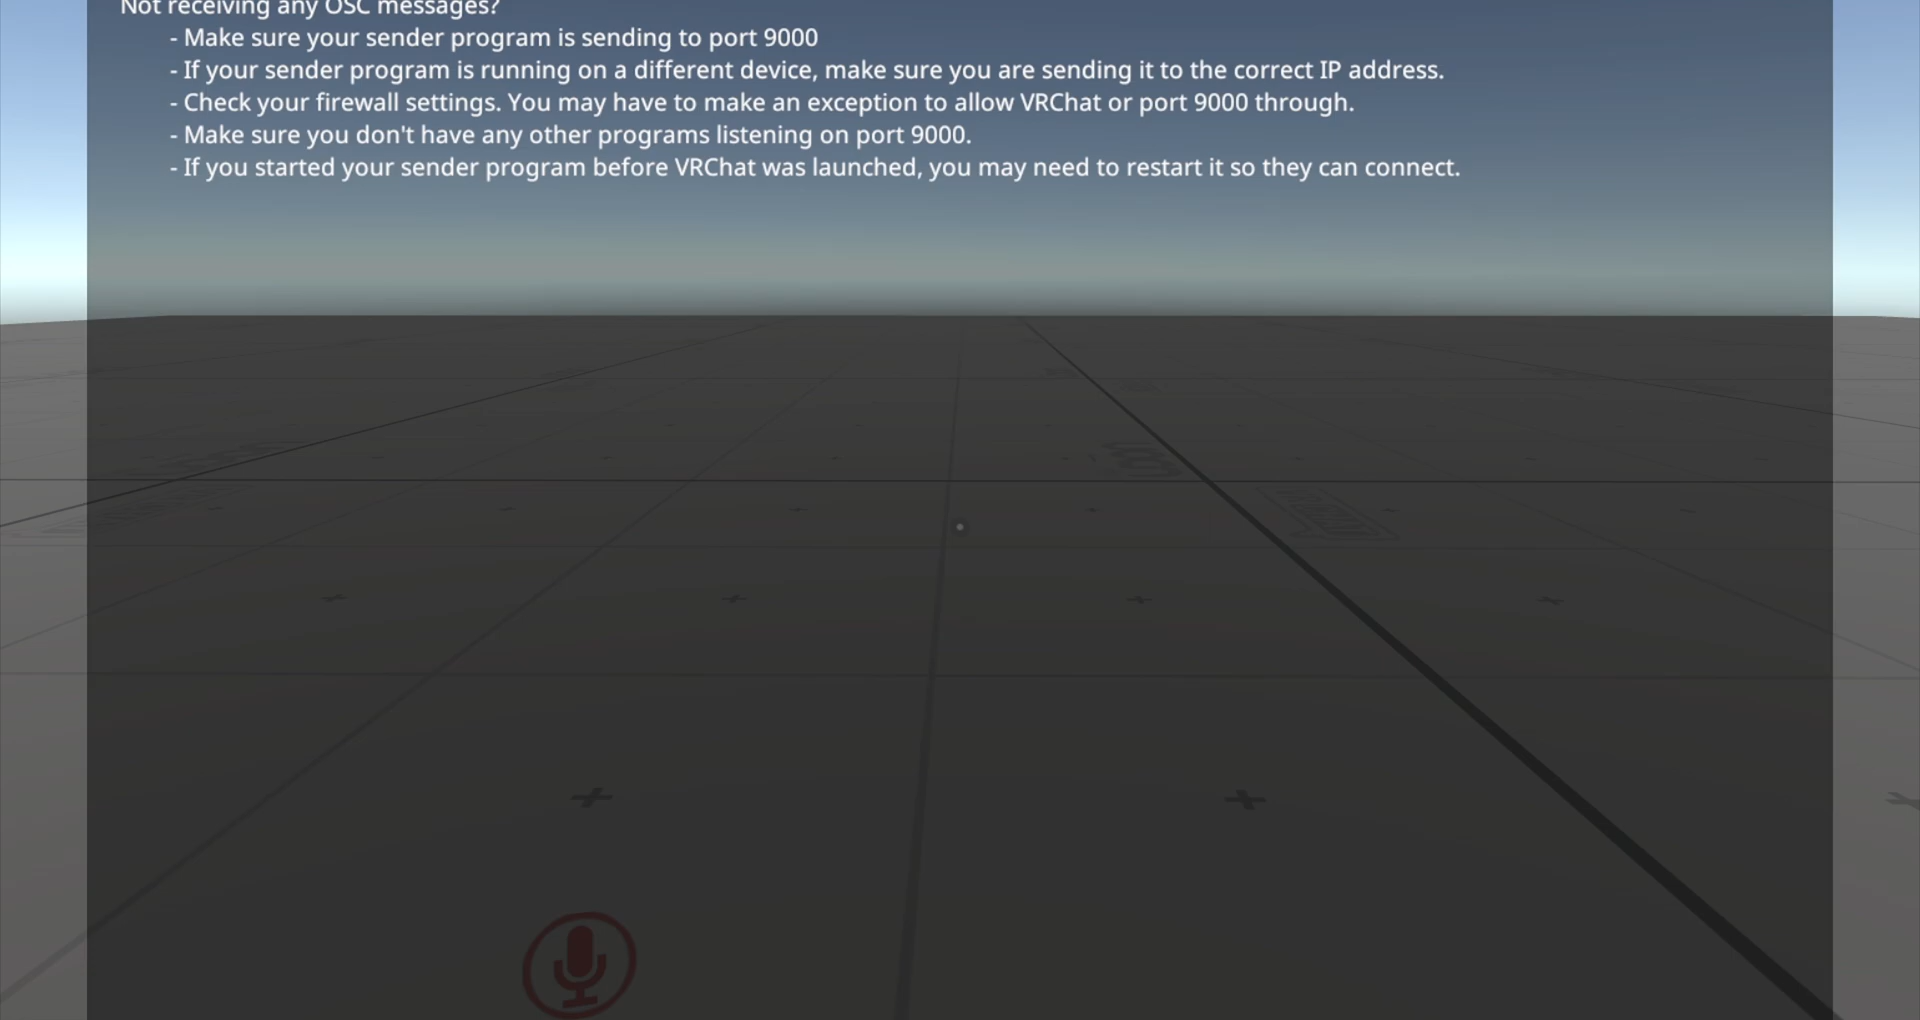 Not receiving any OSC messages?
- Make sure your sender program is sending to port 9000
- If your sender program is running on a different device, make sure you are sending it to the correct IP address.
- Check your firewall settings. You may have to make an exception to allow VRChat or port 9000 through.
- Make sure you don't have any other programs listening on port 9000.
- If you started your sender program before VRChat was launched, you may need to restart it so they can connect.